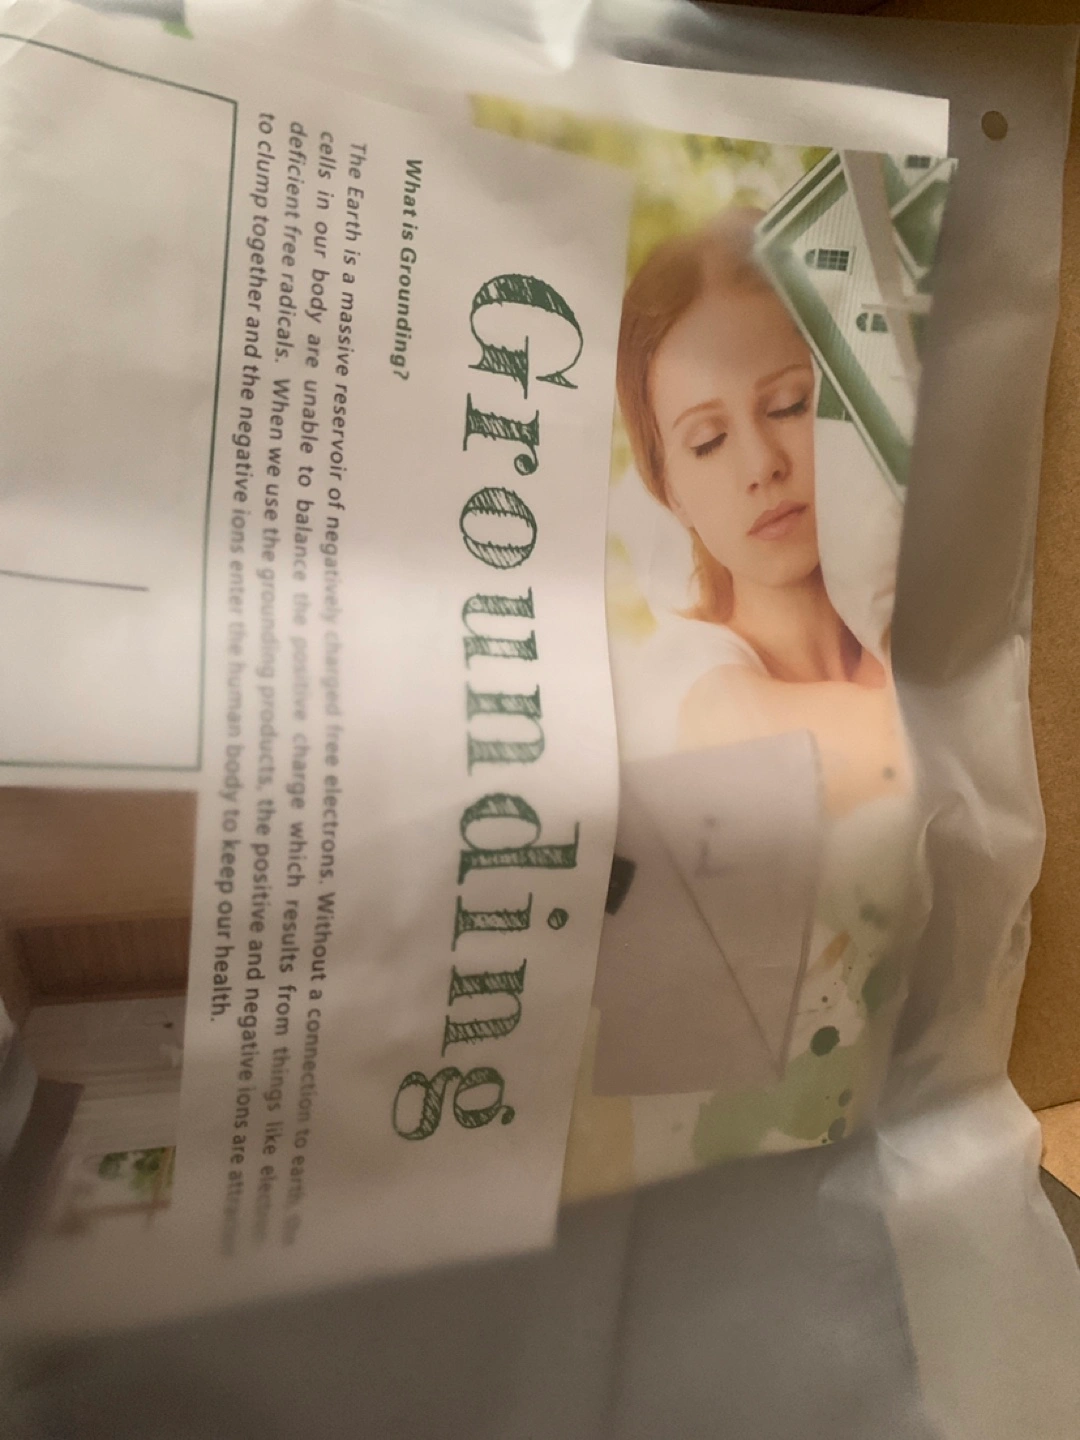 Grounding
What is Grounding?
The Earth is a massive reservoir of negatively charged free electrons. Without a connection to earth, the
cells in our body are unable to balance the positive charge which results from things like electron
deficient free radicals. When we use the grounding products, the positive and negative ions are attracted
to clump together and the negative ions enter the human body to keep our health.